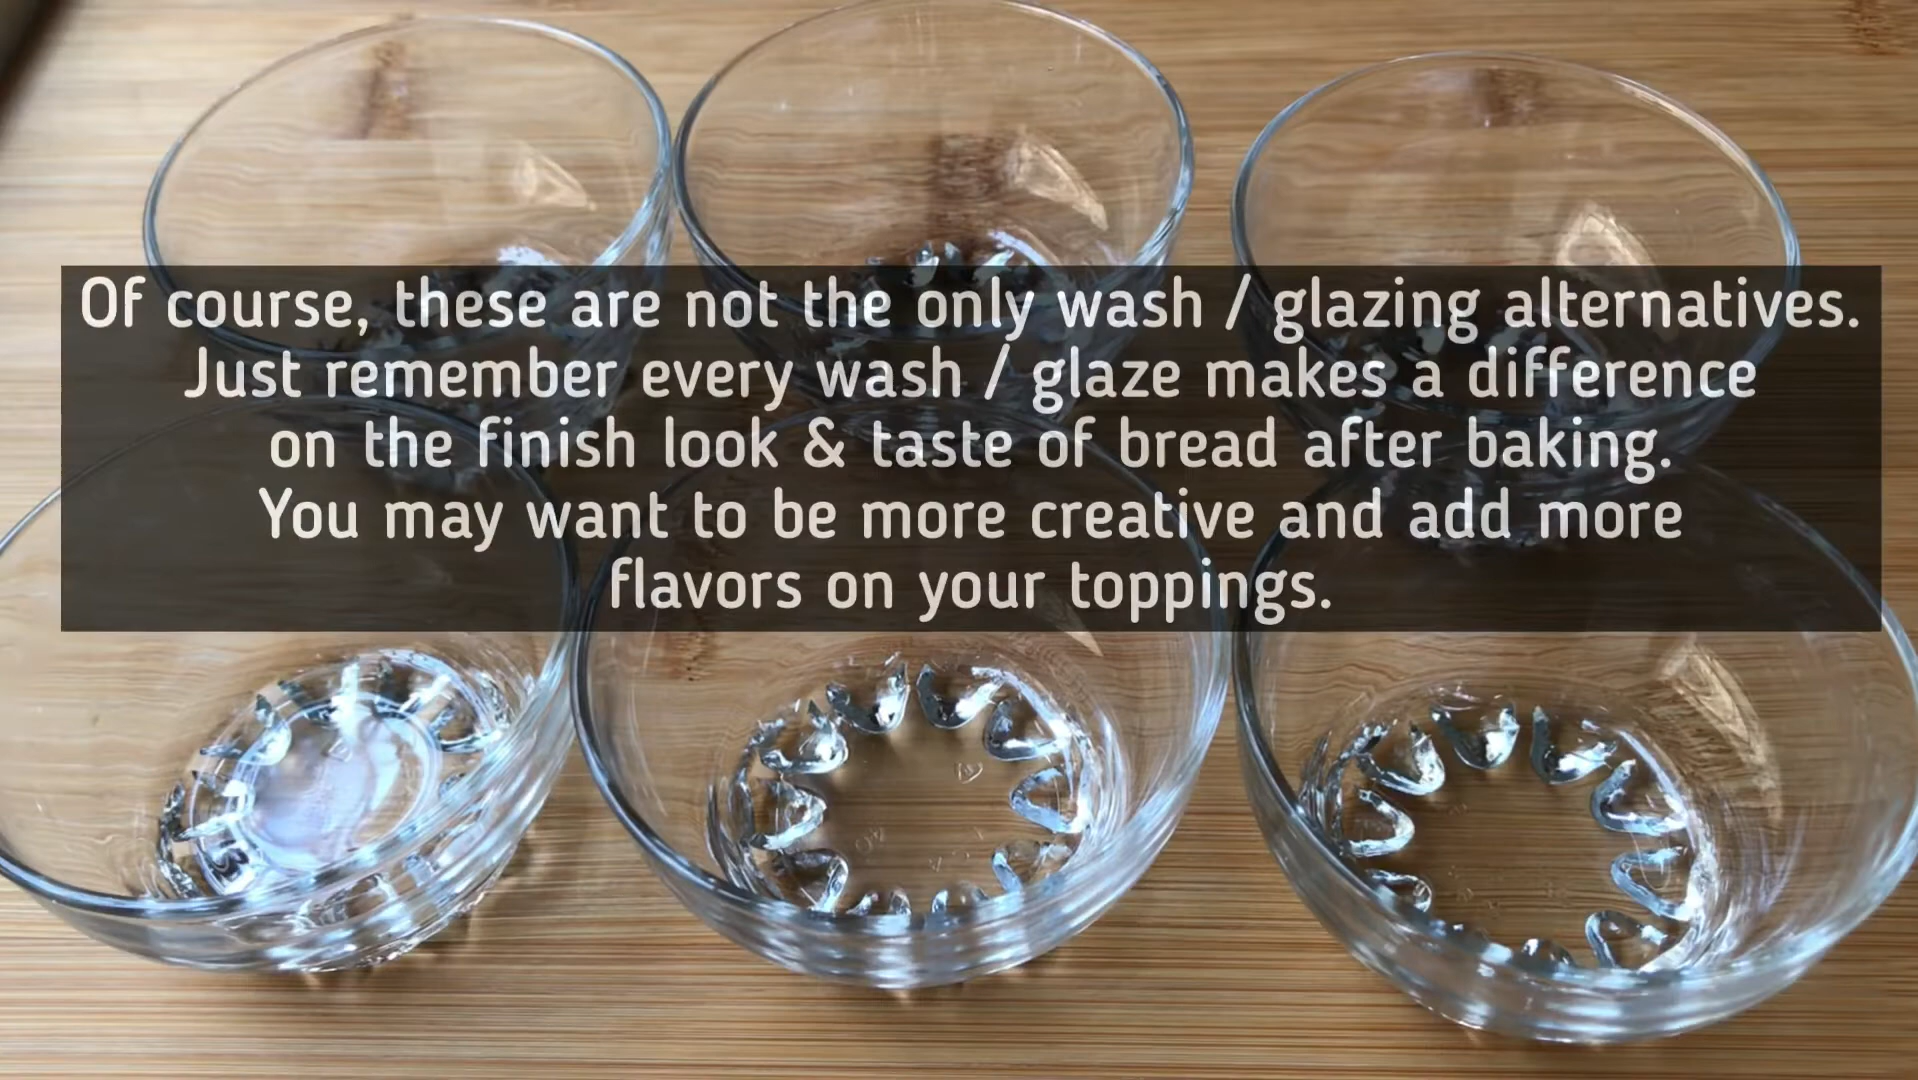 Of course, these are not the only wash / glazing alternatives.
Just remember every wash / glaze makes a difference
on the finish look & taste of bread after baking.
You may want to be more creative and add more
flavors on your toppings.